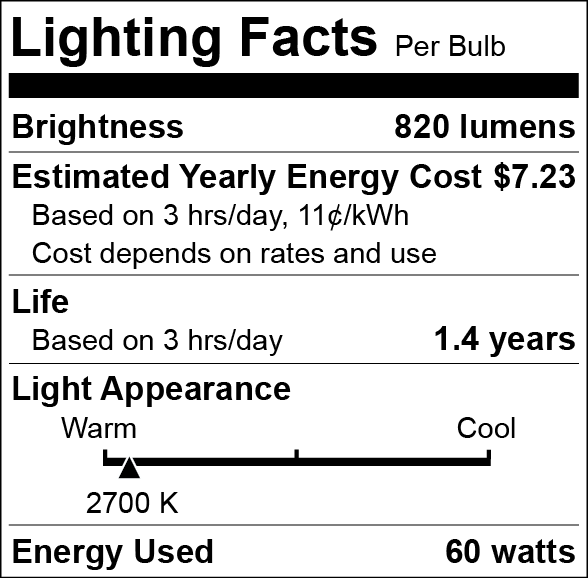 Lighting Facts Per Bulb
Brightness 820 lumens
Estimated Yearly Energy Cost $7.23
Based on 3 hrs/day, 11¢/kWh
Cost depends on rates and use
Life
Based on 3 hrs/day 1.4 years
Light Appearance
Warm Cool
2700 K
Energy Used 60 watts